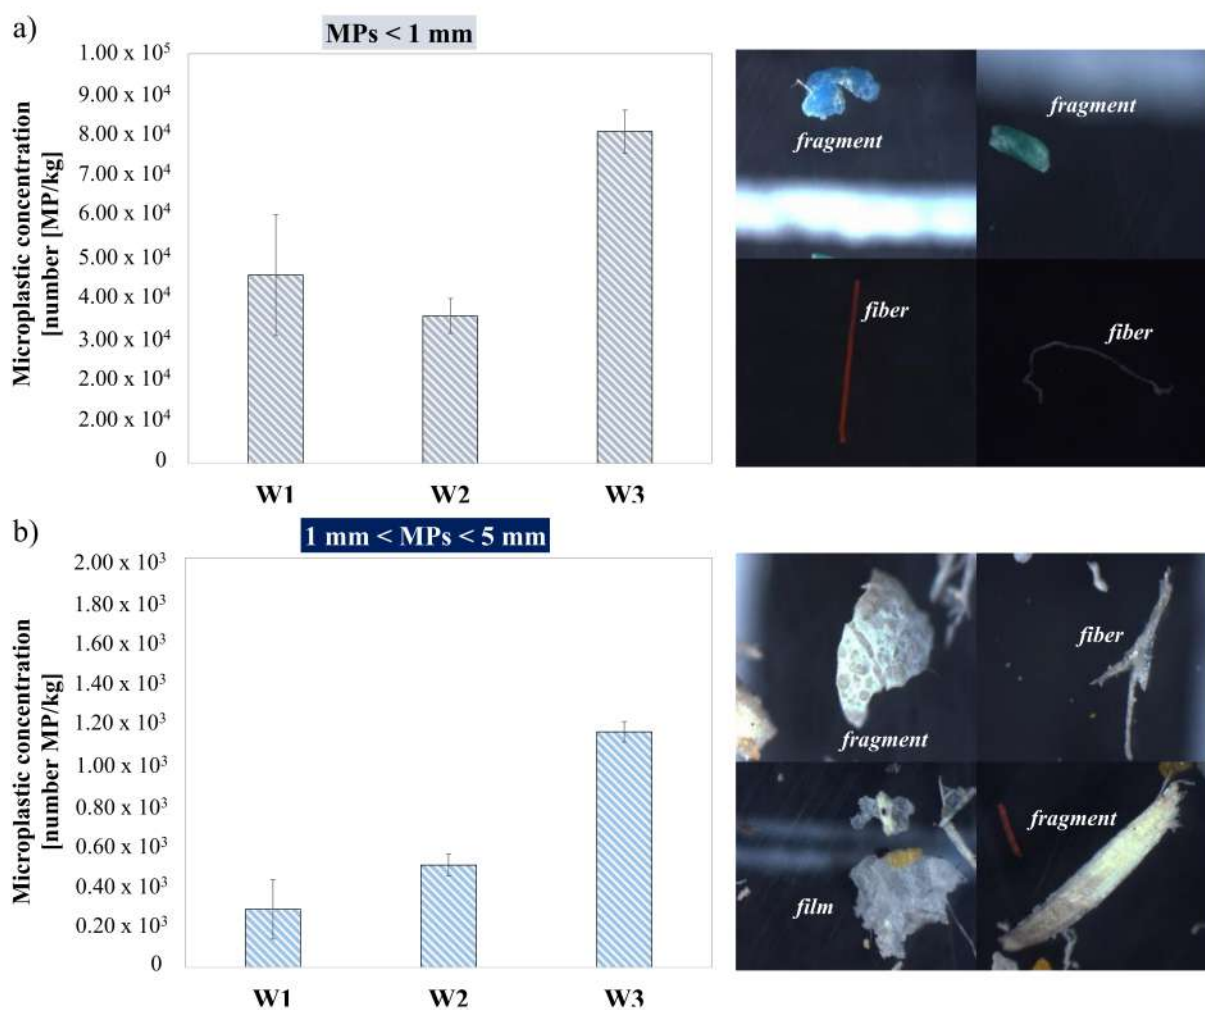 a)
MPs < 1 mm
Microplastic concentration
[number [MP/kg]
1.00 x 10⁵
9.00 x 10⁴
8.00 x 10⁴
7.00 x 10⁴
6.00 x 10⁴
5.00 x 10⁴
4.00 x 10⁴
3.00 x 10⁴
2.00 x 10⁴
2.00 x 10⁴
0
W1 W2 W3
fragment
fragment
fiber
fiber
b)
1 mm < MPs < 5 mm
Microplastic concentration
[number MP/kg]
2.00 x 10³
1.80 x 10³
1.60 x 10³
1.40 x 10³
1.20 x 10³
1.00 x 10³
0.80 x 10³
0.60 x 10³
0.40 x 10³
0.20 x 10³
0
W1 W2 W3
fragment
fiber
film
fragment